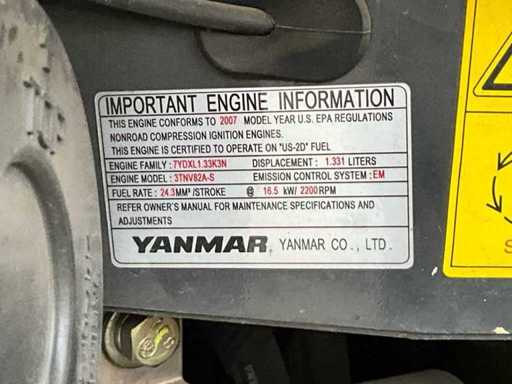 IMPORTANT ENGINE INFORMATION
THIS ENGINE CONFORMS TO 2007 MODEL YEAR U.S. EPA REGULATIONS
NONROAD COMPRESSION IGNITION ENGINES.
THIS ENGINE IS CERTIFIED TO OPERATE ON "US-2D" FUEL
ENGINE FAMILY : 7YDXL1.33K3N DISPLACEMENT : 1.331 LITERS
ENGINE MODEL : 3TNV82A-S EMISSION CONTROL SYSTEM : EM
FUEL RATE : 24.3MM³/STROKE @ 16.5 kW/ 2200 RPM
REFER OWNER'S MANUAL FOR MAINTENANCE SPECIFICATIONS AND
ADJUSTMENTS.
YANMAR® YANMAR CO., LTD.